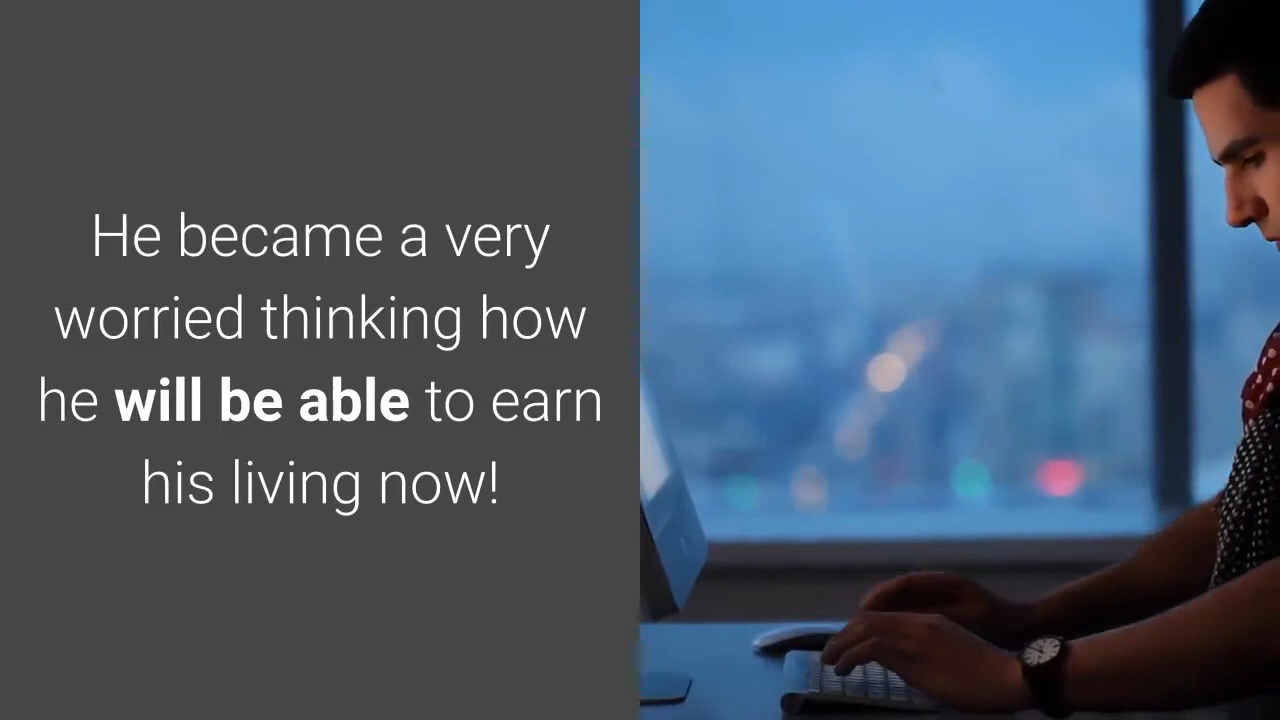 He became a very
worried thinking how
he will be able to earn
his living now!